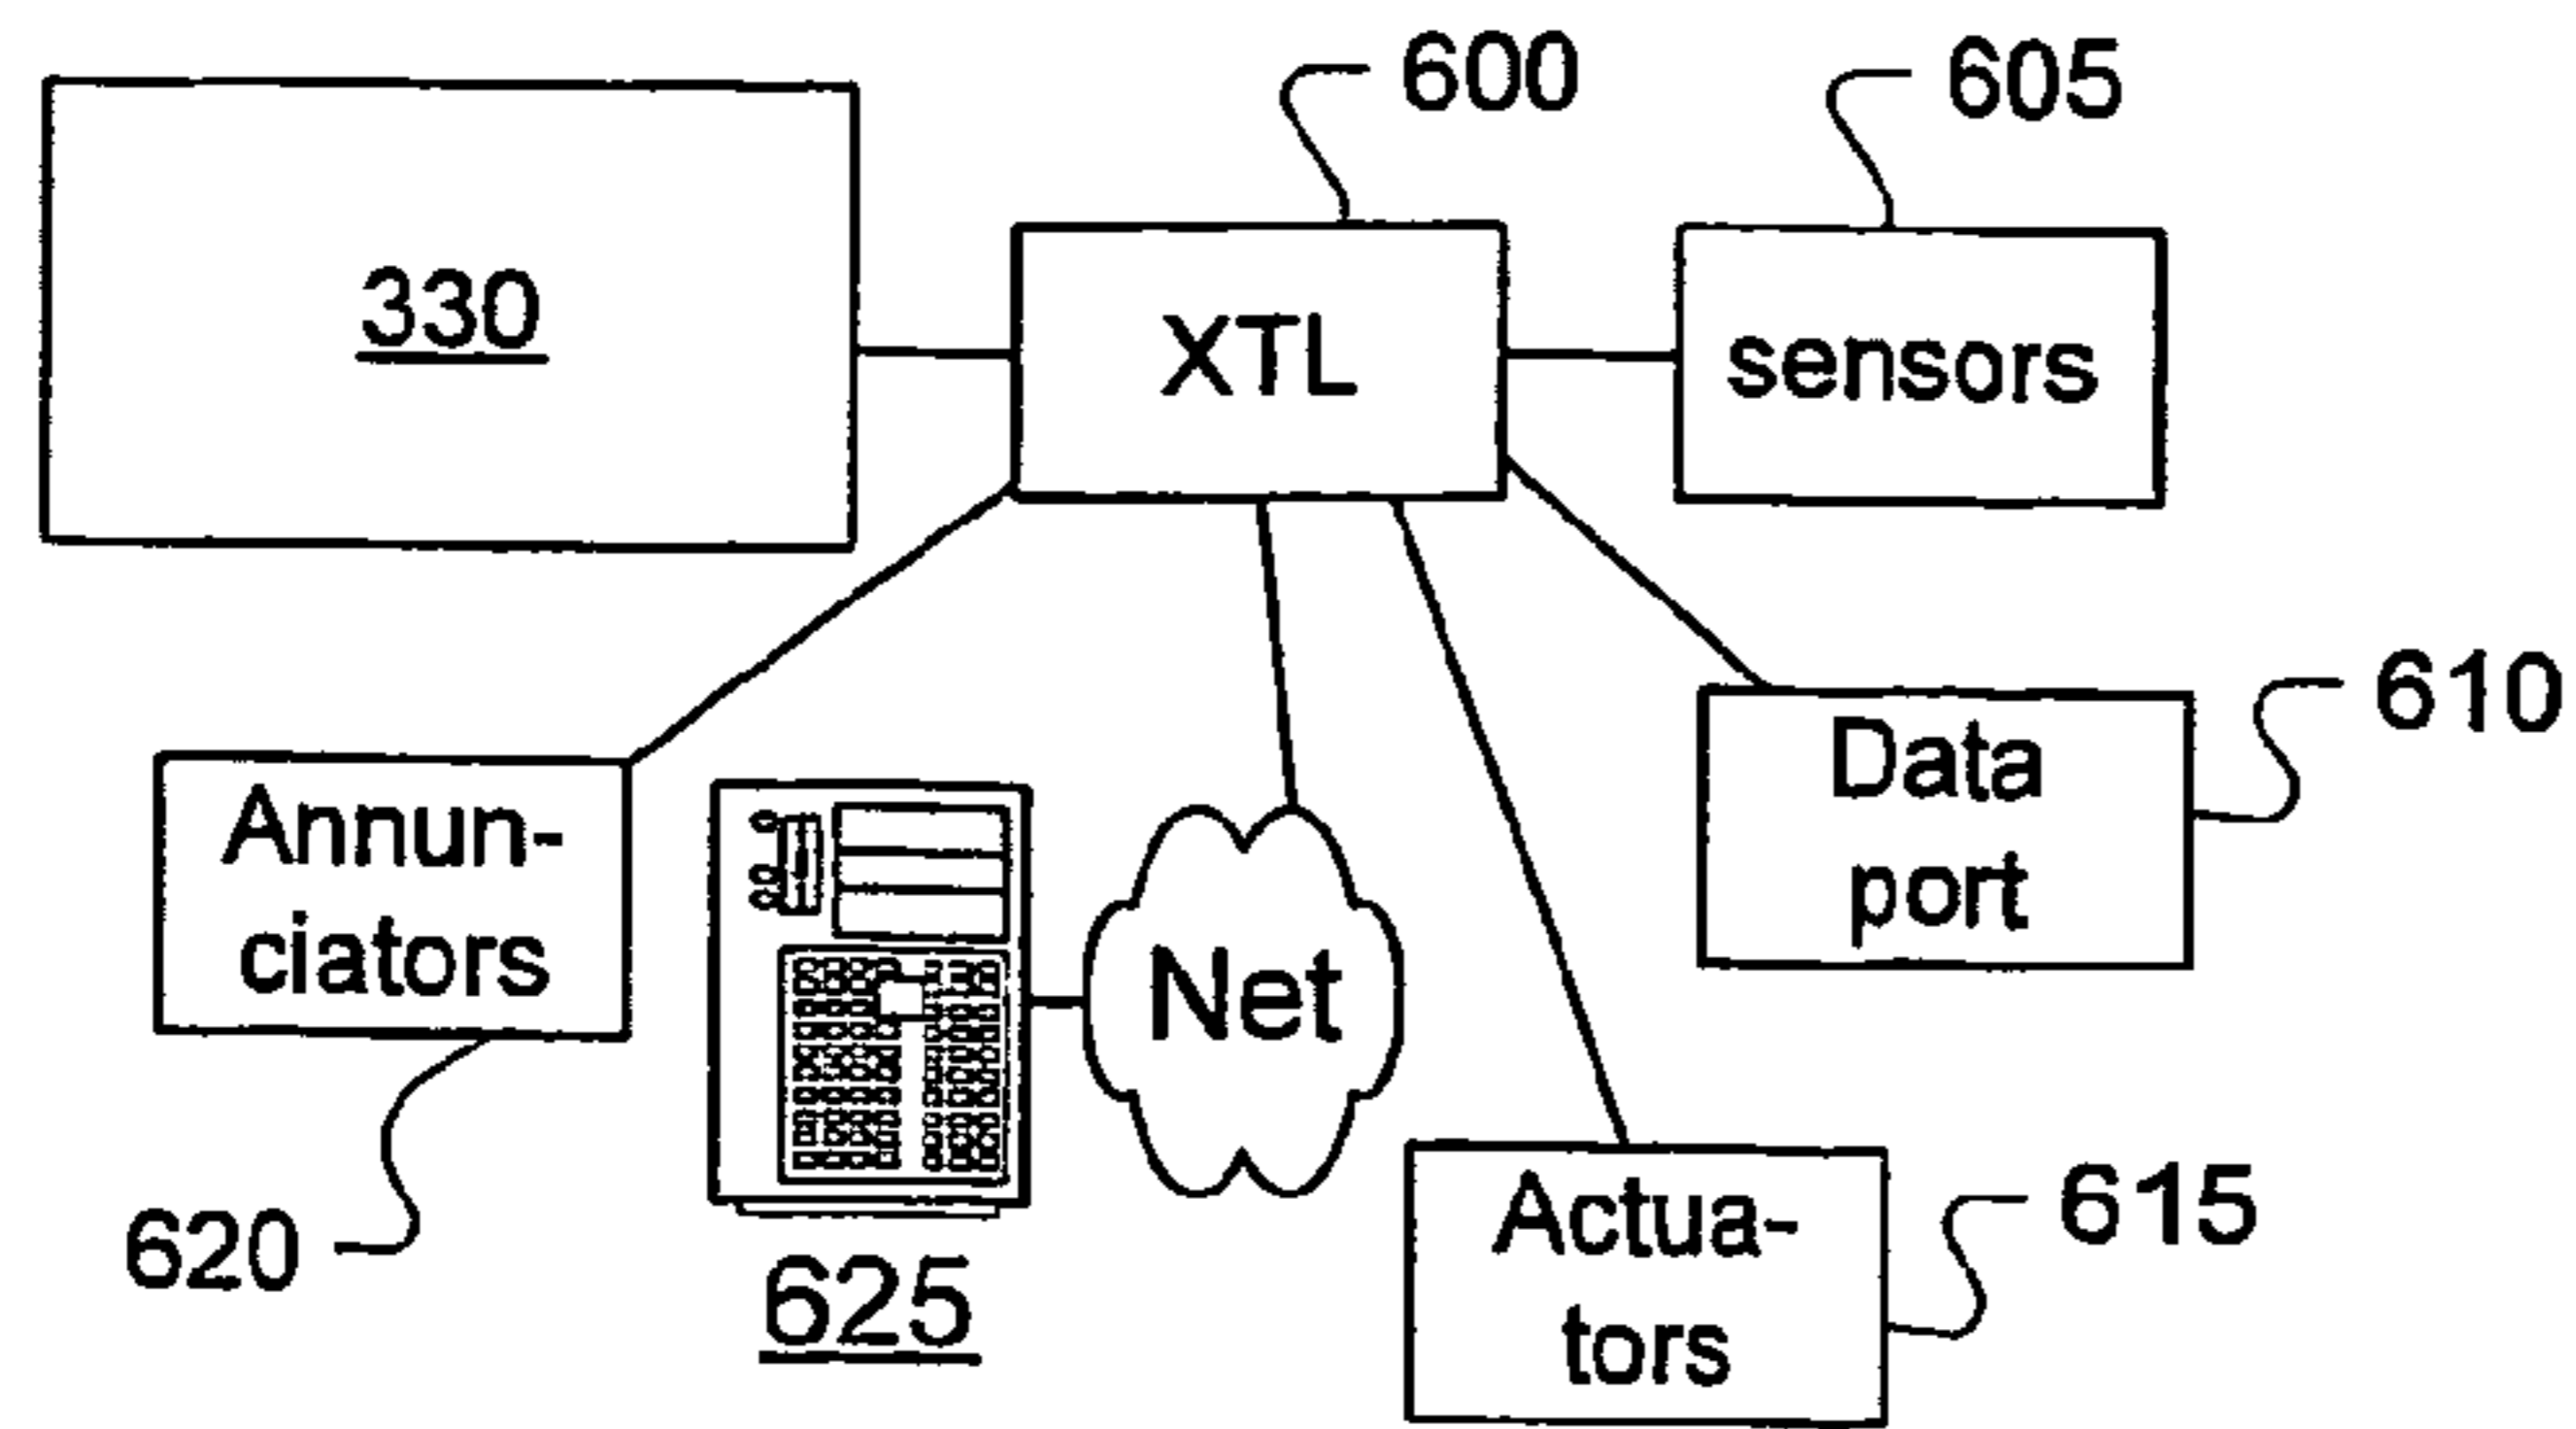 600
605
330
XTL
sensors
610
Data
port
Annun-
ciators
Net
615
Actua-
tors
620
625